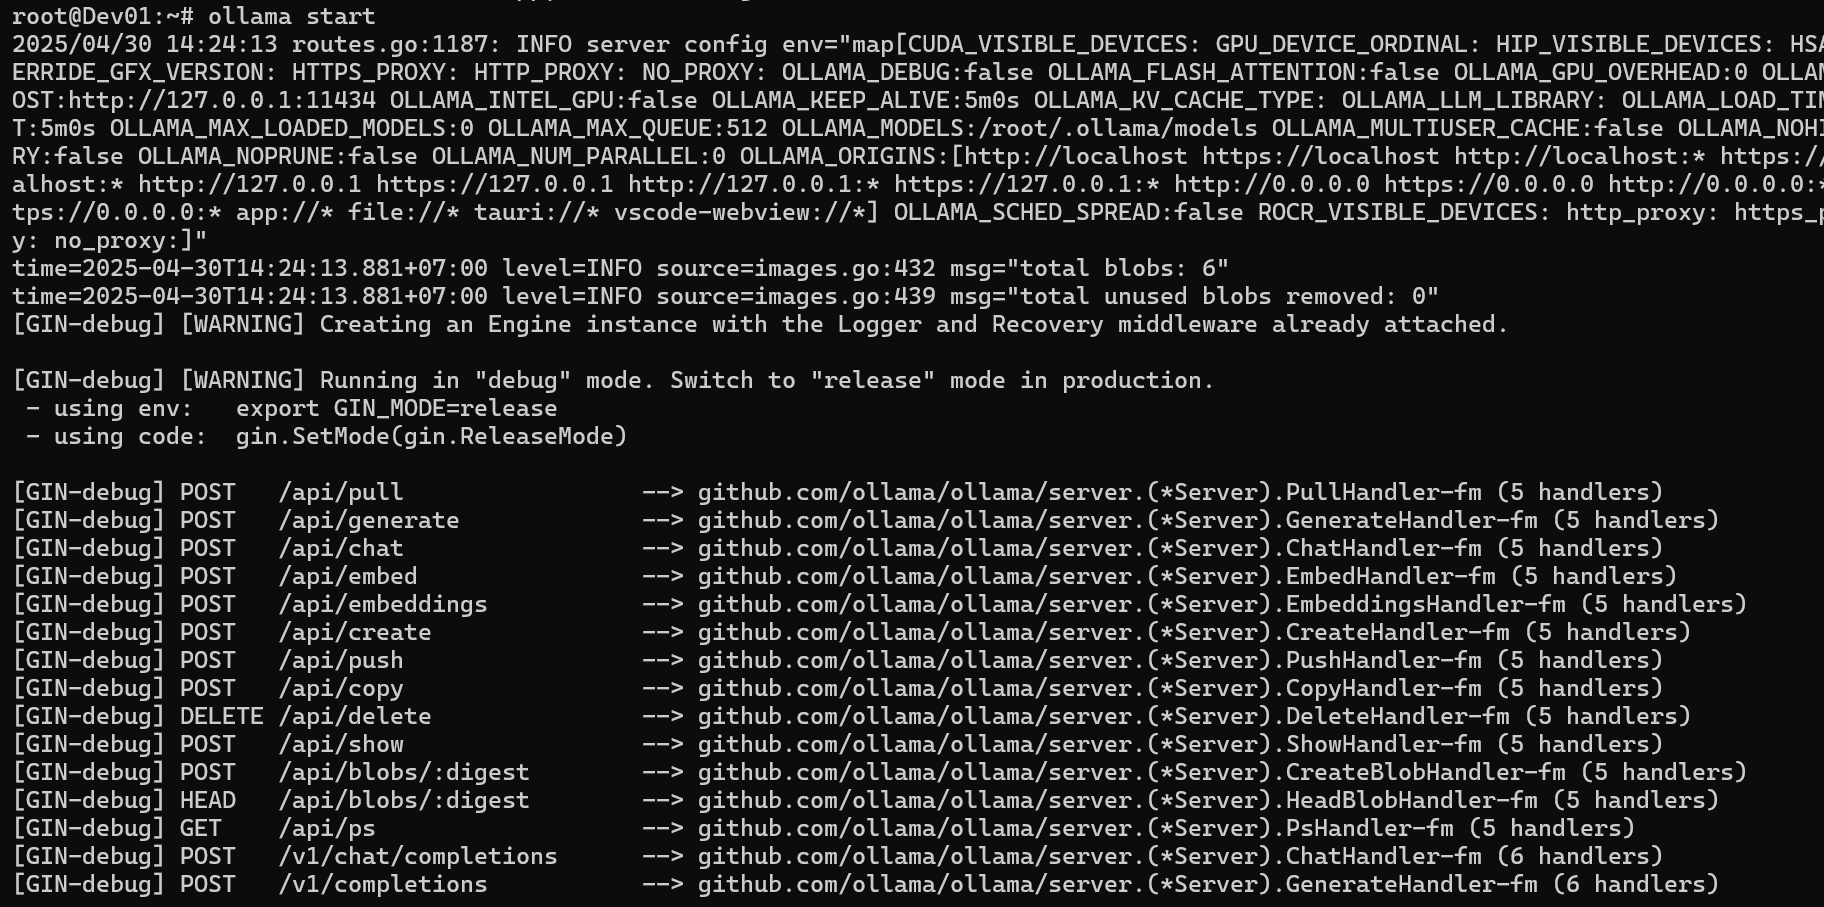 root@Dev01:~# ollama start
2025/04/30 14:24:13 routes.go:1187: INFO server config env="map[CUDA_VISIBLE_DEVICES: GPU_DEVICE_ORDINAL: HIP_VISIBLE_DEVICES: HSA
ERRIDE_GFX_VERSION: HTTPS_PROXY: HTTP_PROXY: NO_PROXY: OLLAMA_DEBUG:false OLLAMA_FLASH_ATTENTION:false OLLAMA_GPU_OVERHEAD:0 OLLAM
OST:http://127.0.0.1:11434 OLLAMA_INTEL_GPU:false OLLAMA_KEEP_ALIVE:5m0s OLLAMA_KV_CACHE_TYPE: OLLAMA_LLM_LIBRARY: OLLAMA_LOAD_TIM
T:5m0s OLLAMA_MAX_LOADED_MODELS:0 OLLAMA_MAX_QUEUE:512 OLLAMA_MODELS:/root/.ollama/models OLLAMA_MULTIUSER_CACHE:false OLLAMA_NOHI
RY:false OLLAMA_NOPRUNE:false OLLAMA_NUM_PARALLEL:0 OLLAMA_ORIGINS:[http://localhost https://localhost http://localhost:* https:/
alhost:* http://127.0.0.1 https://127.0.0.1 http://127.0.0.1:* https://127.0.0.1:* http://0.0.0.0 https://0.0.0.0 http://0.0.0.0:*
tps://0.0.0.0:* app://* file://* tauri://* vscode-webview://*] OLLAMA_SCHED_SPREAD:false ROCR_VISIBLE_DEVICES: http_proxy: https_p
y: no_proxy:]"
time=2025-04-30T14:24:13.881+07:00 level=INFO source=images.go:432 msg="total blobs: 6"
time=2025-04-30T14:24:13.881+07:00 level=INFO source=images.go:439 msg="total unused blobs removed: 0"
[GIN-debug] [WARNING] Creating an Engine instance with the Logger and Recovery middleware already attached.
[GIN-debug] [WARNING] Running in "debug" mode. Switch to "release" mode in production.
 - using env:   export GIN_MODE=release
 - using code:  gin.SetMode(gin.ReleaseMode)
[GIN-debug] POST   /api/pull                 --> github.com/ollama/ollama/server.(*Server).PullHandler-fm (5 handlers)
[GIN-debug] POST   /api/generate             --> github.com/ollama/ollama/server.(*Server).GenerateHandler-fm (5 handlers)
[GIN-debug] POST   /api/chat                 --> github.com/ollama/ollama/server.(*Server).ChatHandler-fm (5 handlers)
[GIN-debug] POST   /api/embed                --> github.com/ollama/ollama/server.(*Server).EmbedHandler-fm (5 handlers)
[GIN-debug] POST   /api/embeddings           --> github.com/ollama/ollama/server.(*Server).EmbeddingsHandler-fm (5 handlers)
[GIN-debug] POST   /api/create               --> github.com/ollama/ollama/server.(*Server).CreateHandler-fm (5 handlers)
[GIN-debug] POST   /api/push                 --> github.com/ollama/ollama/server.(*Server).PushHandler-fm (5 handlers)
[GIN-debug] POST   /api/copy                 --> github.com/ollama/ollama/server.(*Server).CopyHandler-fm (5 handlers)
[GIN-debug] DELETE /api/delete               --> github.com/ollama/ollama/server.(*Server).DeleteHandler-fm (5 handlers)
[GIN-debug] POST   /api/show                 --> github.com/ollama/ollama/server.(*Server).ShowHandler-fm (5 handlers)
[GIN-debug] POST   /api/blobs/:digest        --> github.com/ollama/ollama/server.(*Server).CreateBlobHandler-fm (5 handlers)
[GIN-debug] HEAD   /api/blobs/:digest        --> github.com/ollama/ollama/server.(*Server).HeadBlobHandler-fm (5 handlers)
[GIN-debug] GET    /api/ps                   --> github.com/ollama/ollama/server.(*Server).PsHandler-fm (5 handlers)
[GIN-debug] POST   /v1/chat/completions      --> github.com/ollama/ollama/server.(*Server).ChatHandler-fm (6 handlers)
[GIN-debug] POST   /v1/completions           --> github.com/ollama/ollama/server.(*Server).GenerateHandler-fm (6 handlers)